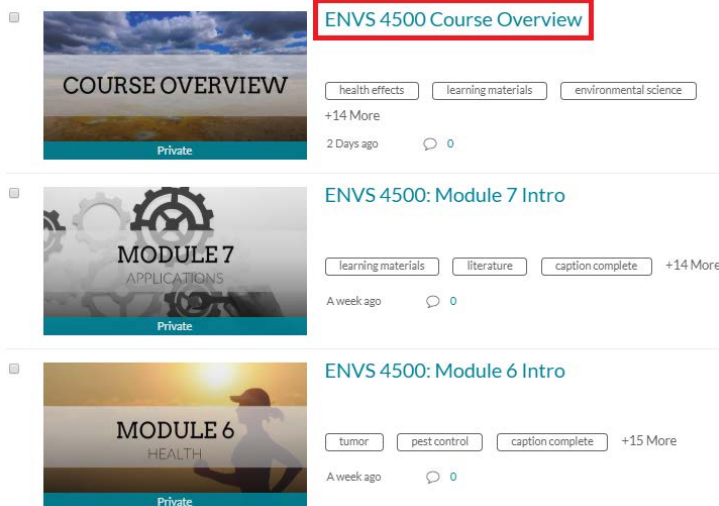 ENVS 4500 Course Overview
COURSE OVERVIEW
health effects learning materials environmental science
+14 More
Private
2 Days ago 0
ENVS 4500: Module 7 Intro
MODULE 7
APPLICATIONS
learning materials literature caption complete +14 More
A week ago 0
Private
ENVS 4500: Module 6 Intro
MODULE 6
HEALTH
tumor pest control caption complete +15 More
A week ago 0
Private